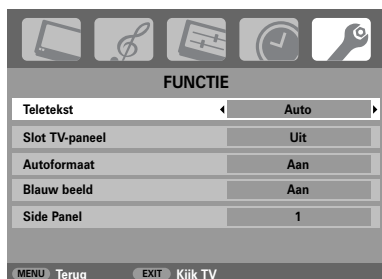 FUNCTIE
Teletekst Auto
Slot TV-paneel Uit
Autoformaat Aan
Blauw beeld Aan
Side Panel 1
MENU Terug EXIT Kijk TV